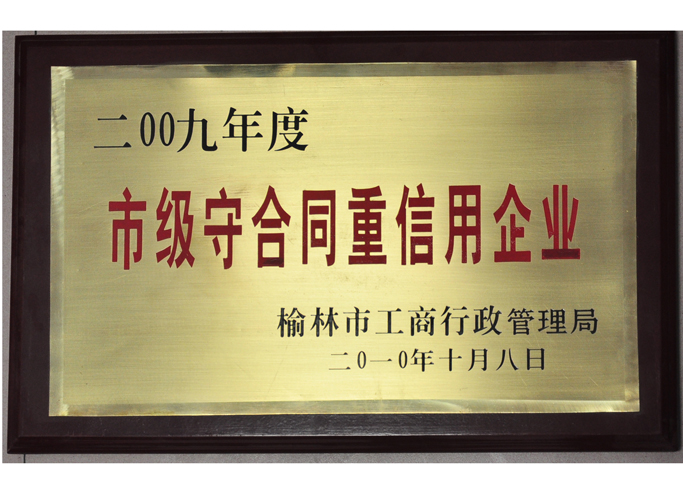 二00九年度
市级守合同重信用企业
榆林市工商行政管理局
二0一0年十月八日